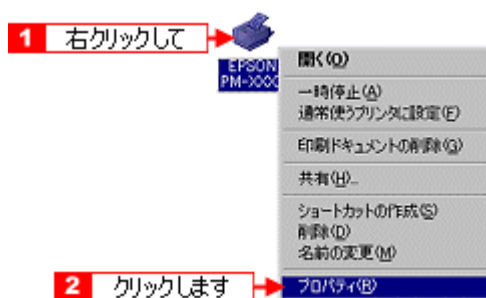 1 右クリックして
EPSON
PM-XXXX
開く(O)
一時停止(A)
通常使うプリンタに設定(F)
印刷ドキュメントの削除(G)
共有(H)...
ショートカットの作成(S)
削除(D)
名前の変更(M)
2 クリックします
プロパティ(R)